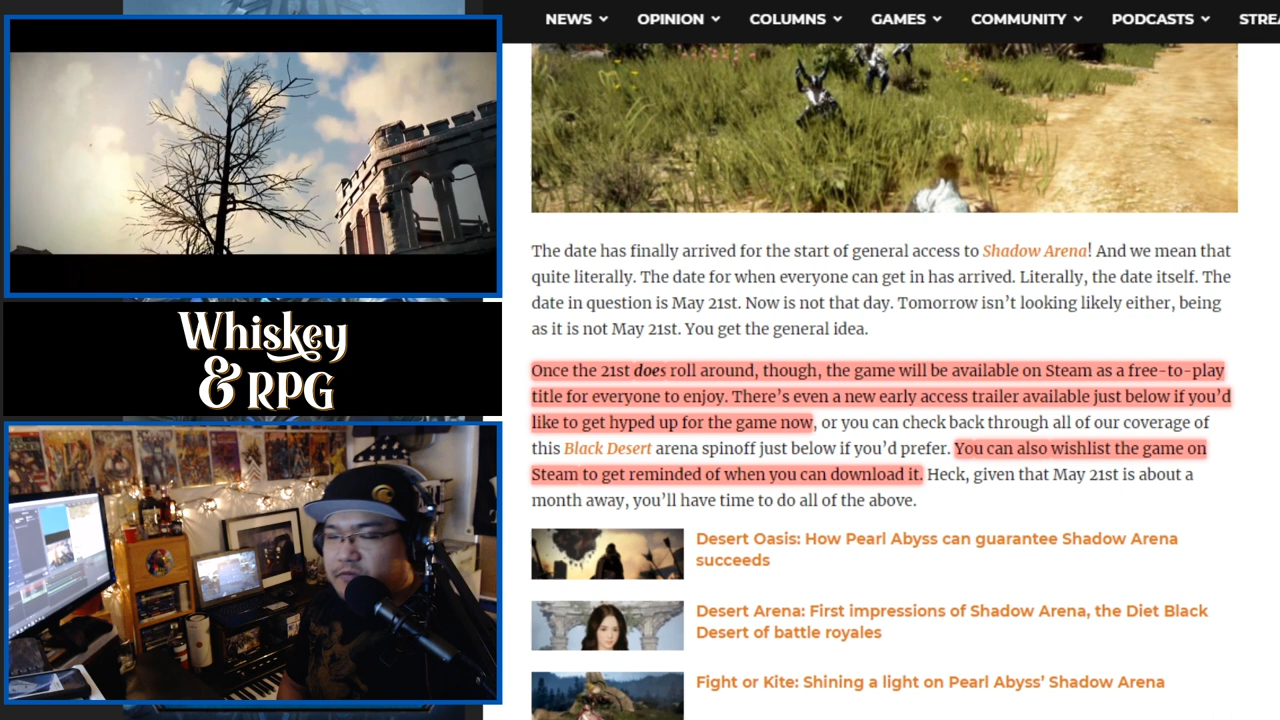 NEWS OPINION COLUMNS GAMES COMMUNITY PODCASTS STREA
Whiskey
& RPG
The date has finally arrived for the start of general access to Shadow Arena! And we mean that
quite literally. The date for when everyone can get in has arrived. Literally, the date itself. The
date in question is May 21st. Now is not that day. Tomorrow isn’t looking likely either, being
as it is not May 21st. You get the general idea.
Once the 21st does roll around, though, the game will be available on Steam as a free-to-play
title for everyone to enjoy. There’s even a new early access trailer available just below if you’d
like to get hyped up for the game now, or you can check back through all of our coverage of
this Black Desert arena spinoff just below if you’d prefer. You can also wishlist the game on
Steam to get reminded of when you can download it. Heck, given that May 21st is about a
month away, you’ll have time to do all of the above.
Desert Oasis: How Pearl Abyss can guarantee Shadow Arena
succeeds
Desert Arena: First impressions of Shadow Arena, the Diet Black
Desert of battle royales
Fight or Kite: Shining a light on Pearl Abyss’ Shadow Arena